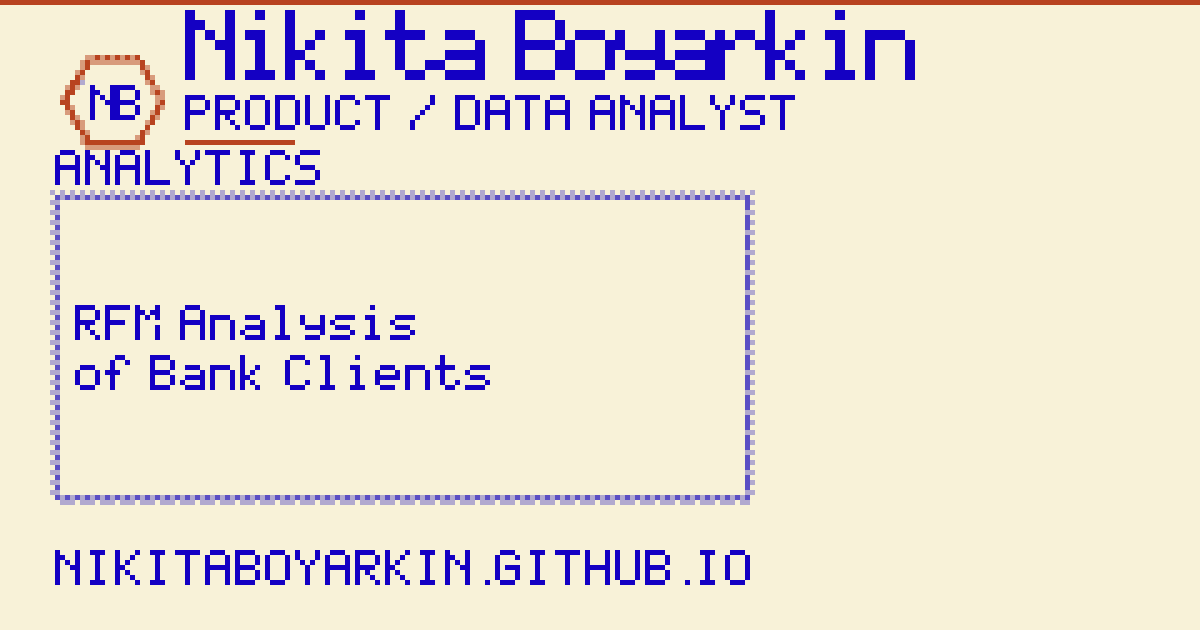 Nikita Boyarkin
NB
PRODUCT / DATA ANALYST
ANALYTICS
RFM Analysis
of Bank Clients
NIKITABOYARKIN.GITHUB.IO